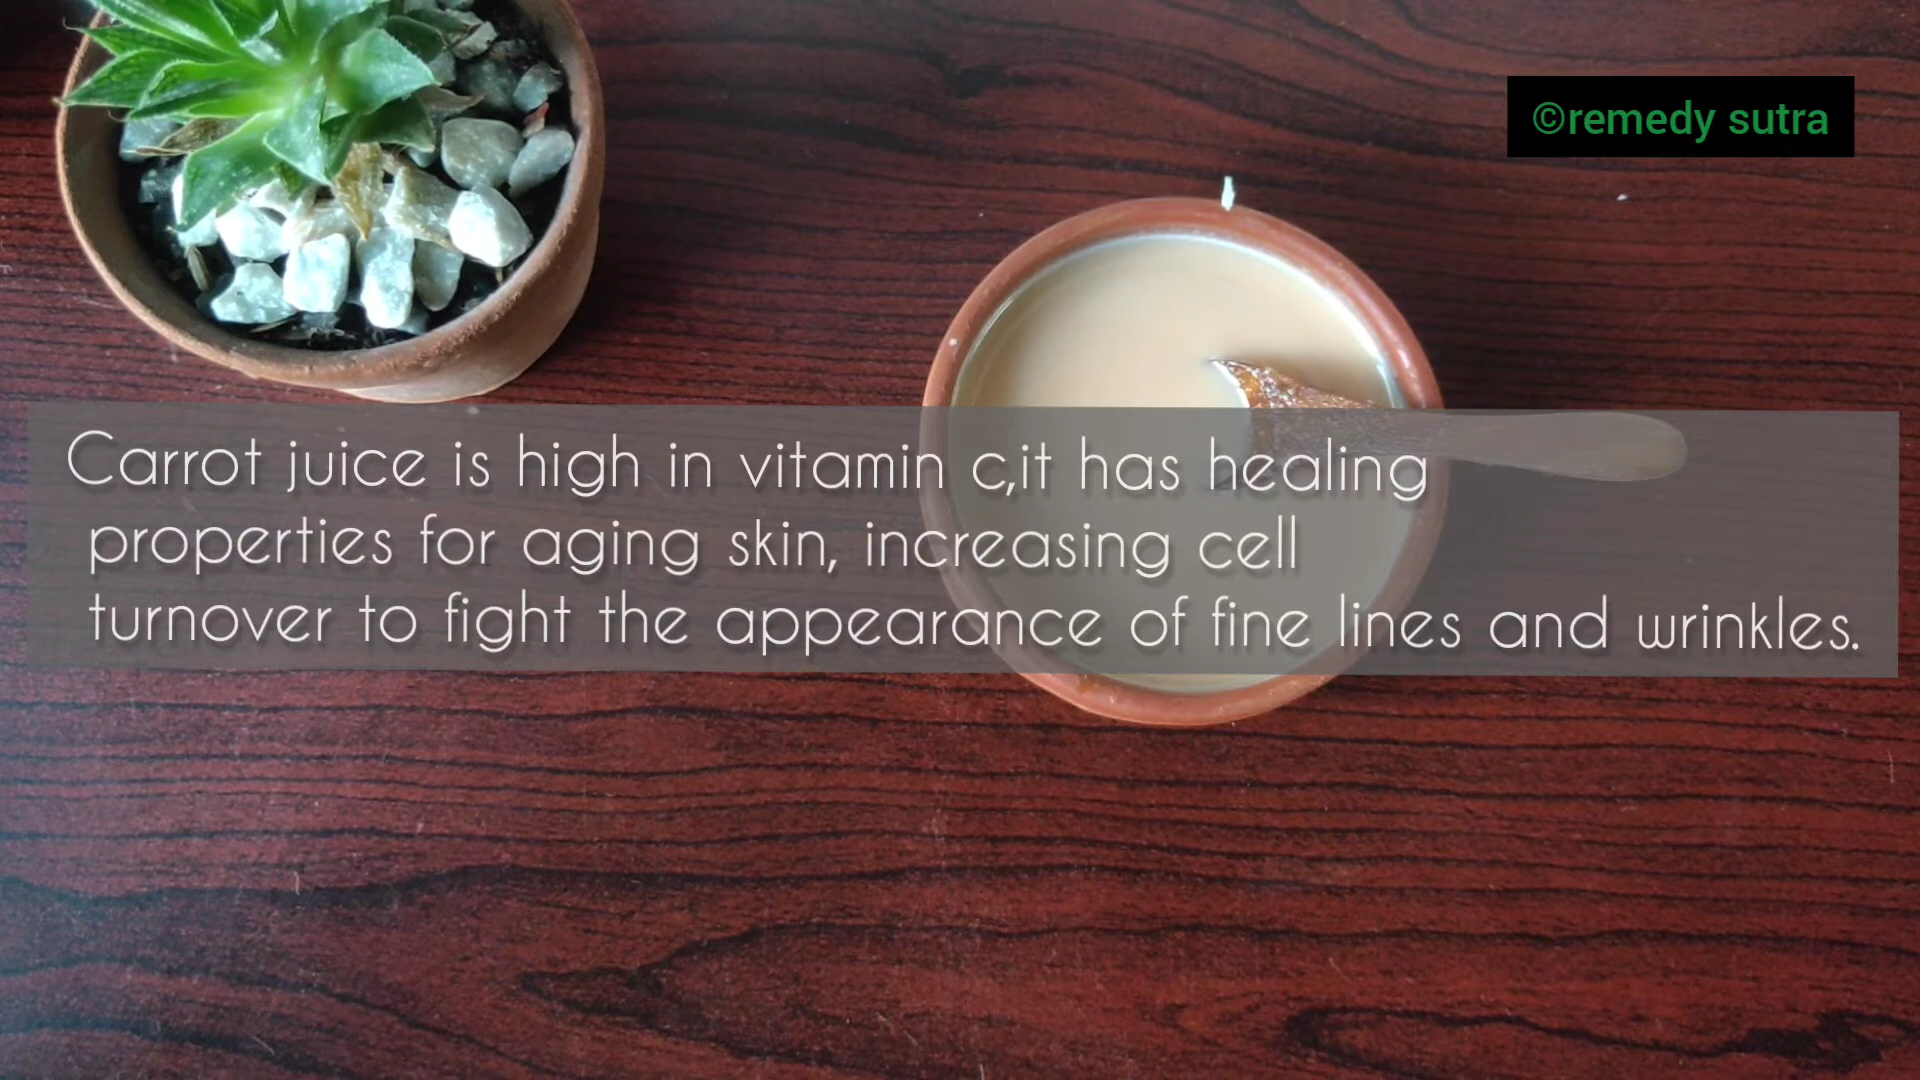 ©remedy sutra
Carrot juice is high in vitamin c,it has healing
properties for aging skin, increasing cell
turnover to fight the appearance of fine lines and wrinkles.